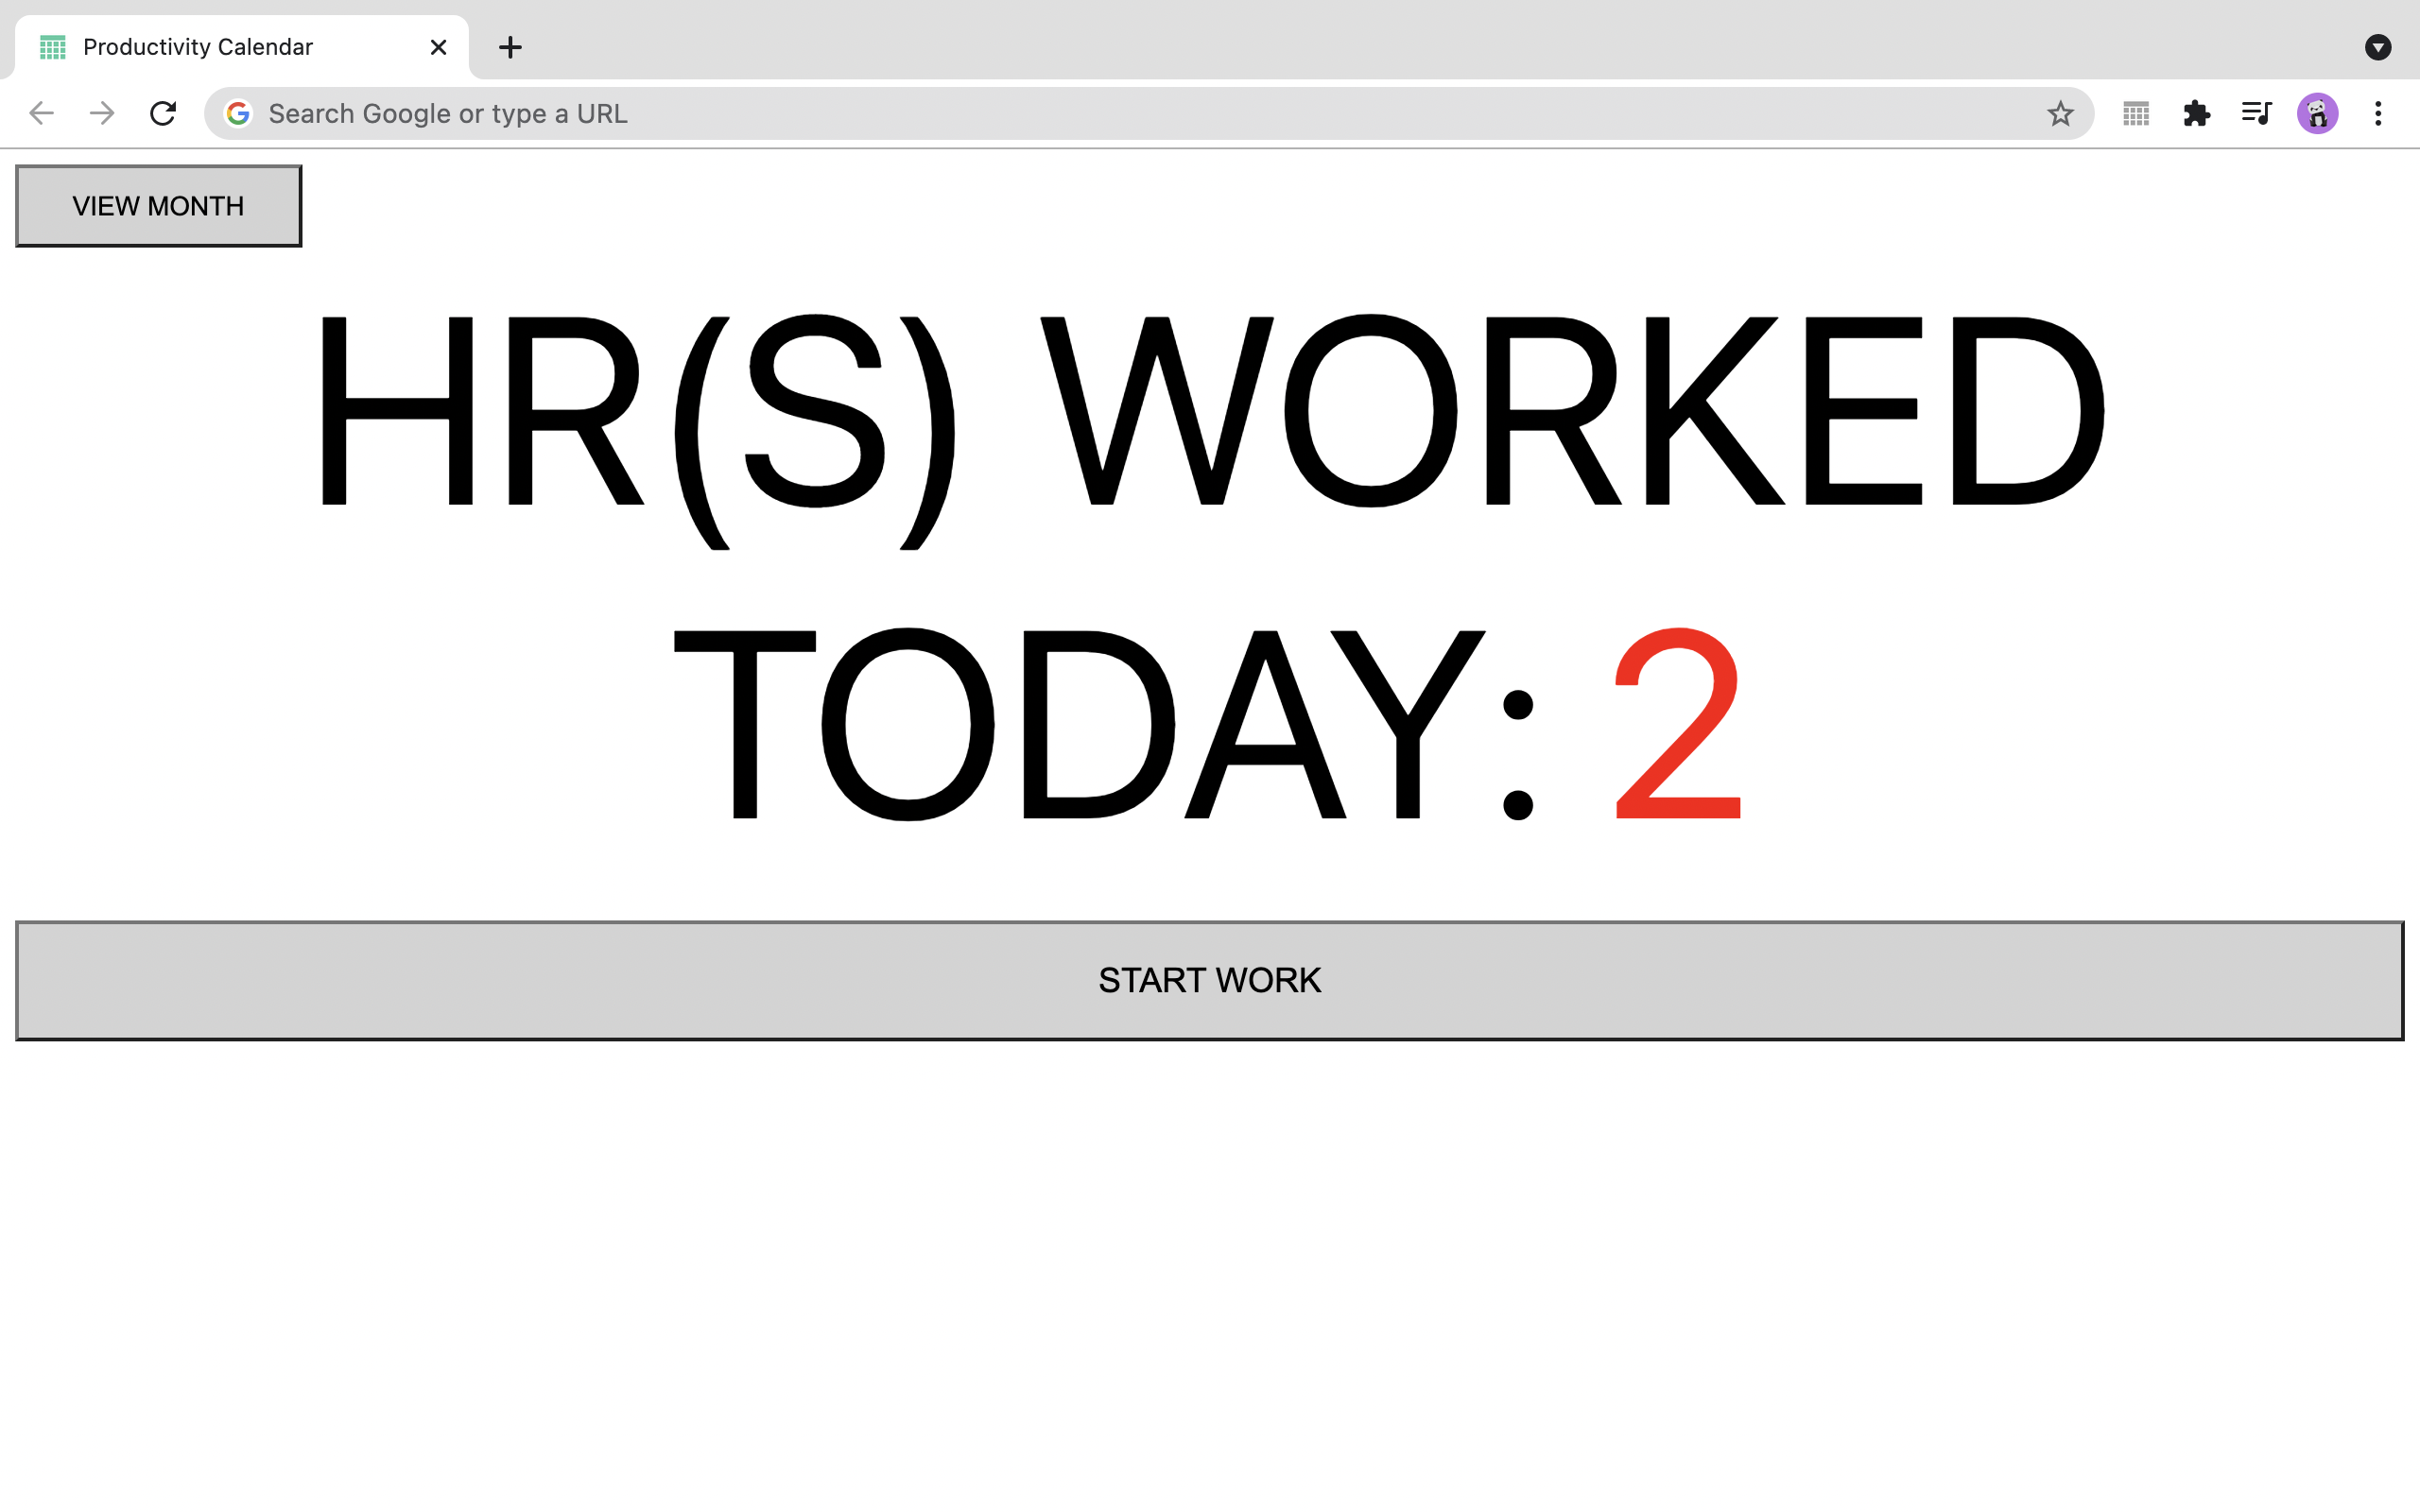 Productivity Calendar
Search Google or type a URL
VIEW MONTH
HR(S) WORKED
TODAY: 2
START WORK